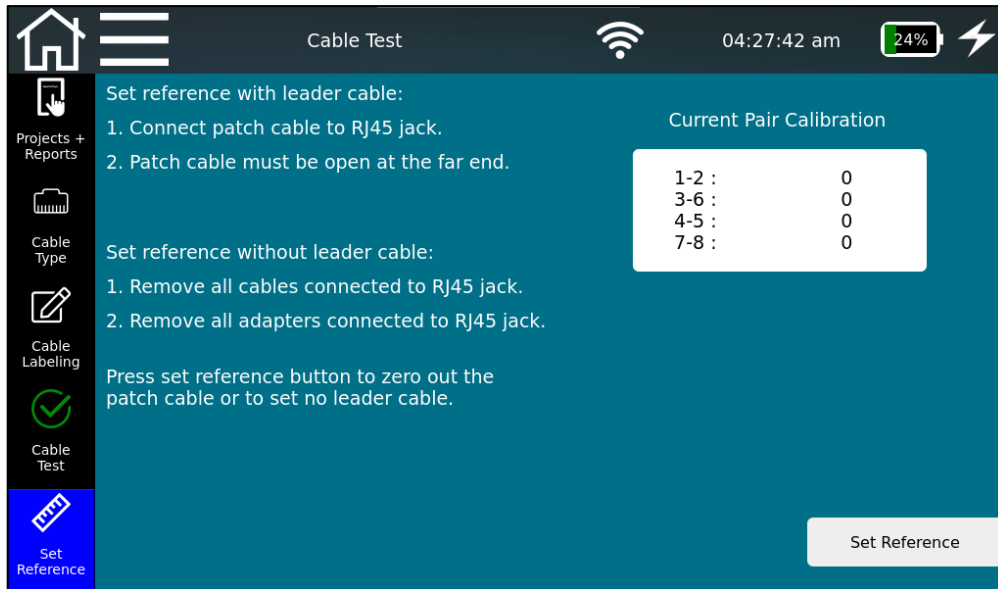 Cable Test
04:27:42 am
24%
Projects +
Reports
Cable
Type
Cable
Labeling
Cable
Test
Set
Reference
Set reference with leader cable:
1. Connect patch cable to RJ45 jack.
2. Patch cable must be open at the far end.
Set reference without leader cable:
1. Remove all cables connected to RJ45 jack.
2. Remove all adapters connected to RJ45 jack.
Press set reference button to zero out the
patch cable or to set no leader cable.
Current Pair Calibration
1-2 : 0
3-6 : 0
4-5 : 0
7-8 : 0
Set Reference